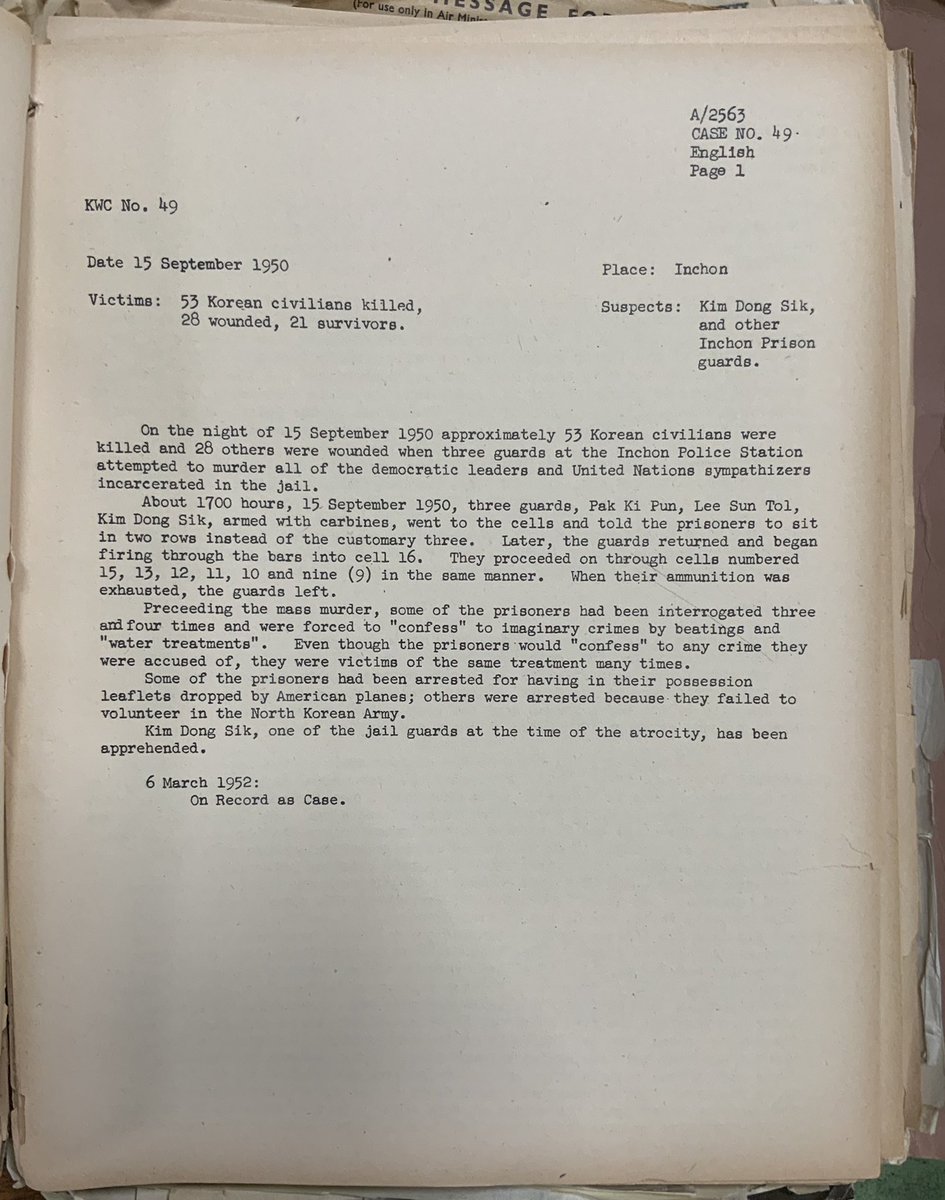 MESSAGE FO
(For use only in Air Minis
A/2563
CASE NO. 49.
English
Page 1
KWC No. 49
Date 15 September 1950
Place: Inchon
Victims: 53 Korean civilians killed,
28 wounded, 21 survivors.
Suspects: Kim Dong Sik,
and other
Inchon Prison
guards.
On the night of 15 September 1950 approximately 53 Korean civilians were
killed and 28 others were wounded when three guards at the Inchon Police Station
attempted to murder all of the democratic leaders and United Nations sympathizers
incarcerated in the jail.
About 1700 hours, 15 September 1950, three guards, Pak Ki Pun, Lee Sun Tol,
Kim Dong Sik, armed with carbines, went to the cells and told the prisoners to sit
in two rows instead of the customary three. Later, the guards returned and began
firing through the bars into cell 16. They proceeded on through cells numbered
15, 13, 12, 11, 10 and nine (9) in the same manner. When their ammunition was
exhausted, the guards left.
Preceeding the mass murder, some of the prisoners had been interrogated three
and four times and were forced to "confess" to imaginary crimes by beatings and
"water treatments". Even though the prisoners would "confess" to any crime they
were accused of, they were victims of the same treatment many times.
Some of the prisoners had been arrested for having in their possession
leaflets dropped by American planes; others were arrested because they failed to
volunteer in the North Korean Army.
Kim Dong Sik, one of the jail guards at the time of the atrocity, has been
apprehended.
6 March 1952:
On Record as Case.